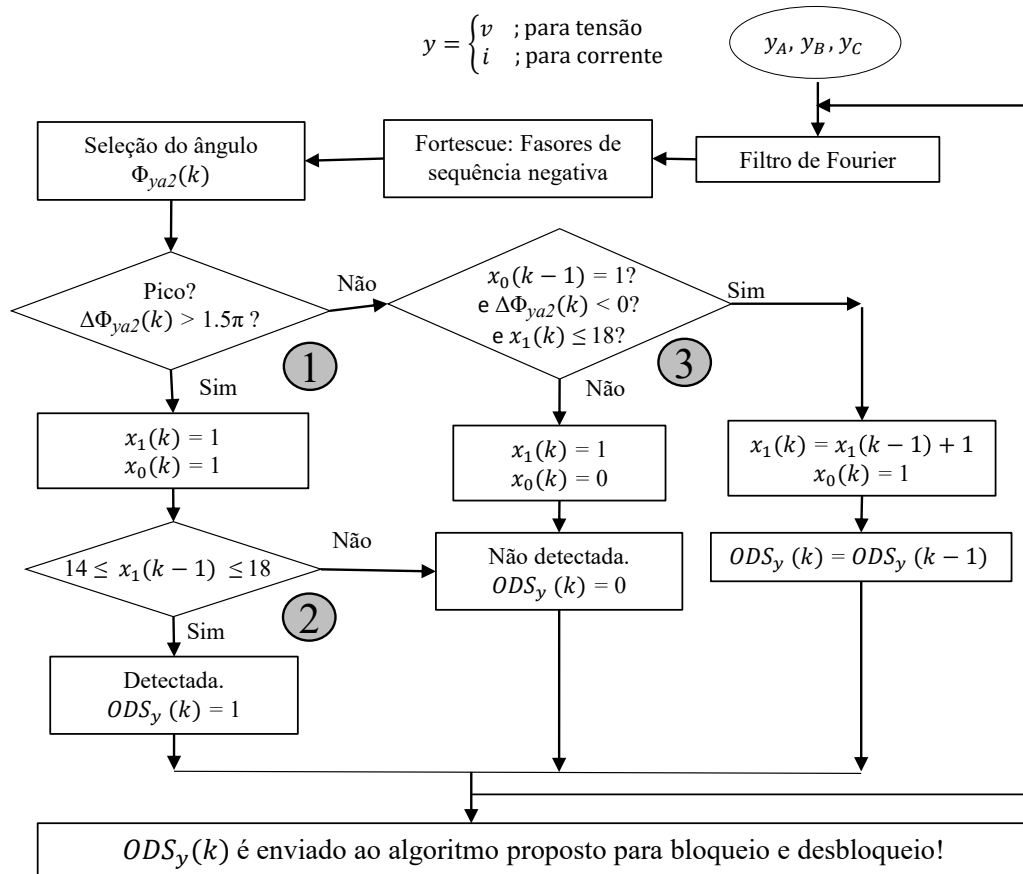 y = { v ; para tensão
i ; para corrente
y_A, y_B, y_C
Filtro de Fourier
Fortescue: Fasores de
sequência negativa
Seleção do ângulo
Φ_ya2(k)
Pico?
ΔΦ_ya2(k) > 1.5π ?
Não
Sim
1
x_0(k − 1) = 1?
e ΔΦ_ya2(k) < 0?
e x_1(k) ≤ 18?
Sim
Não
3
x_1(k) = 1
x_0(k) = 1
x_1(k) = 1
x_0(k) = 0
x_1(k) = x_1(k − 1) + 1
x_0(k) = 1
14 ≤ x_1(k − 1) ≤ 18
Não
Sim
2
Não detectada.
ODS_y (k) = 0
ODS_y (k) = ODS_y (k − 1)
Detectada.
ODS_y (k) = 1
ODS_y(k) é enviado ao algoritmo proposto para bloqueio e desbloqueio!